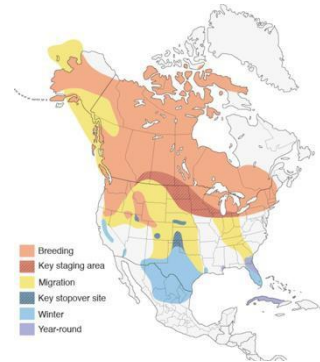 Breeding
Key staging area
Migration
Key stopover site
Winter
Year-round